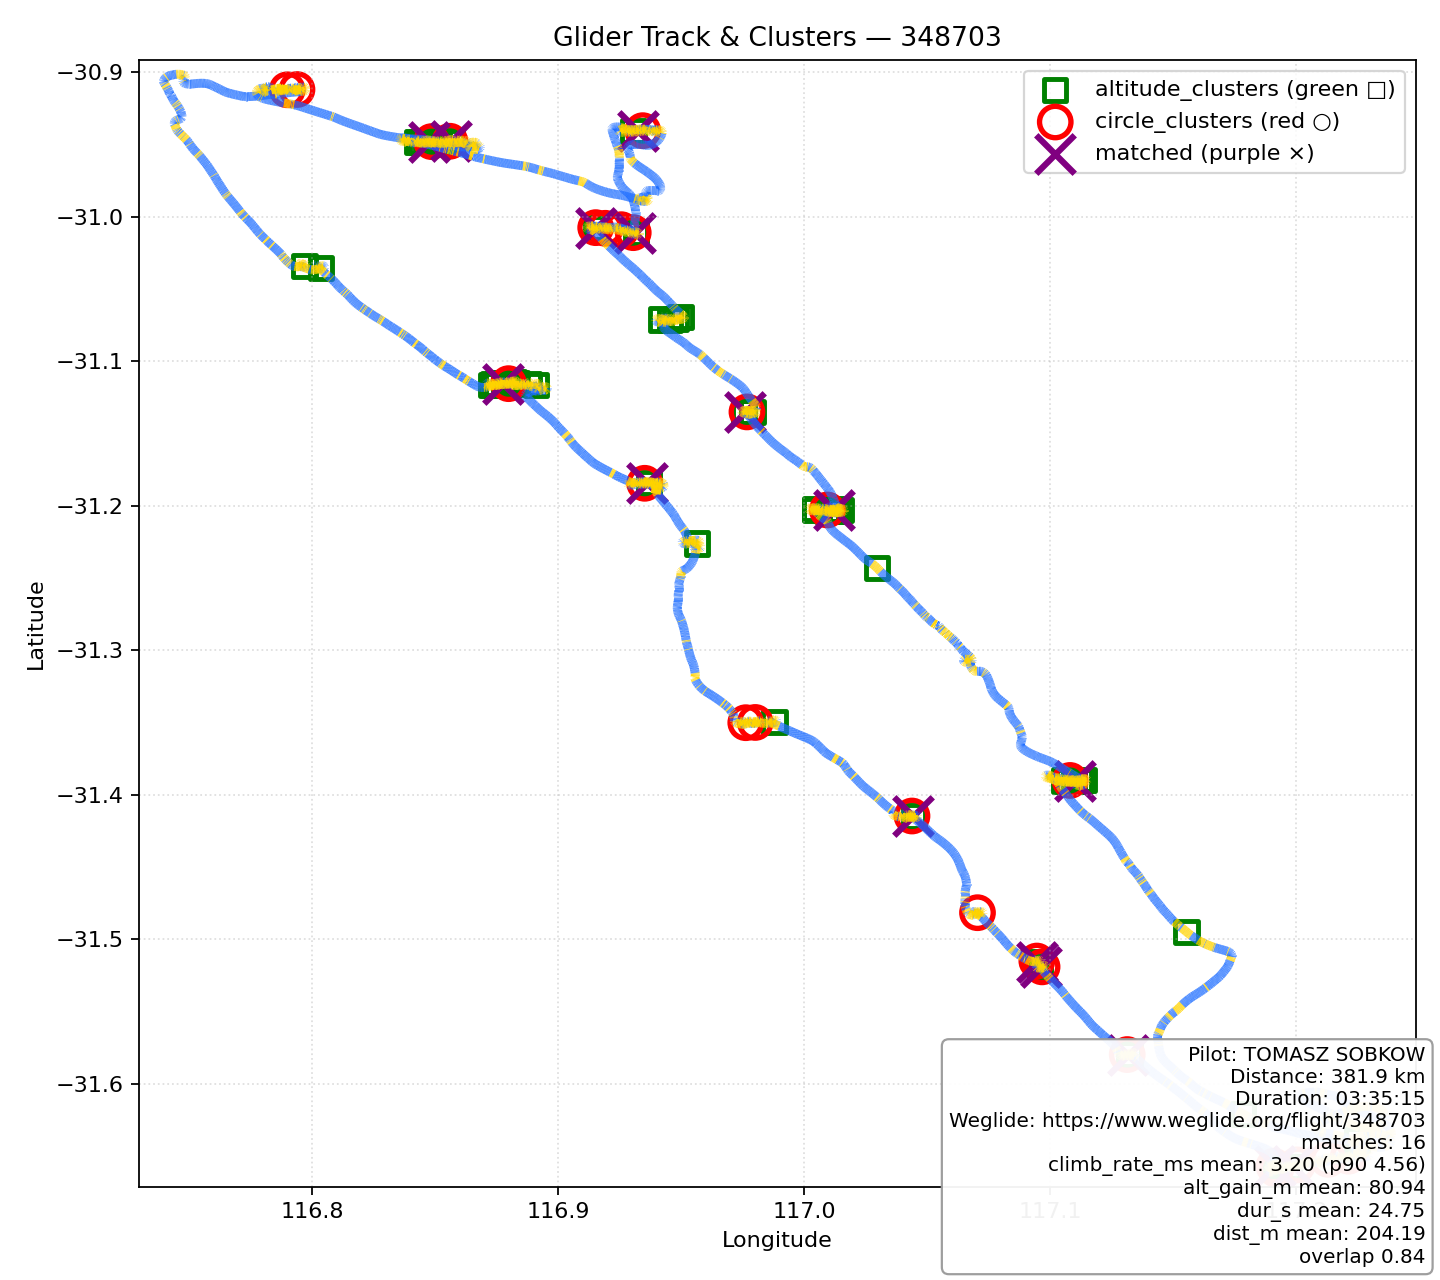 Glider Track & Clusters — 348703
altitude_clusters (green □)
circle_clusters (red ○)
matched (purple ×)
−30.9
−31.0
−31.1
−31.2
−31.3
−31.4
−31.5
−31.6
Latitude
116.8
116.9
117.0
117.1
Longitude
Pilot: TOMASZ SOBKOW
Distance: 381.9 km
Duration: 03:35:15
Weglide: https://www.weglide.org/flight/348703
matches: 16
climb_rate_ms mean: 3.20 (p90 4.56)
alt_gain_m mean: 80.94
dur_s mean: 24.75
dist_m mean: 204.19
overlap 0.84